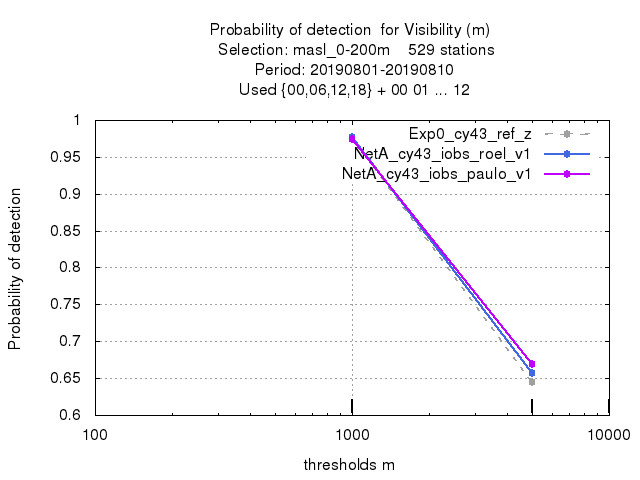 Probability of detection  for Visibility (m)
Selection: masl_0-200m    529 stations
Period: 20190801-20190810
Used {00,06,12,18} + 00 01 ... 12
Exp0_cy43_ref_z
NetA_cy43_iobs_roel_v1
NetA_cy43_iobs_paulo_v1
Probability of detection
1
0.95
0.9
0.85
0.8
0.75
0.7
0.65
0.6
100
1000
10000
thresholds m